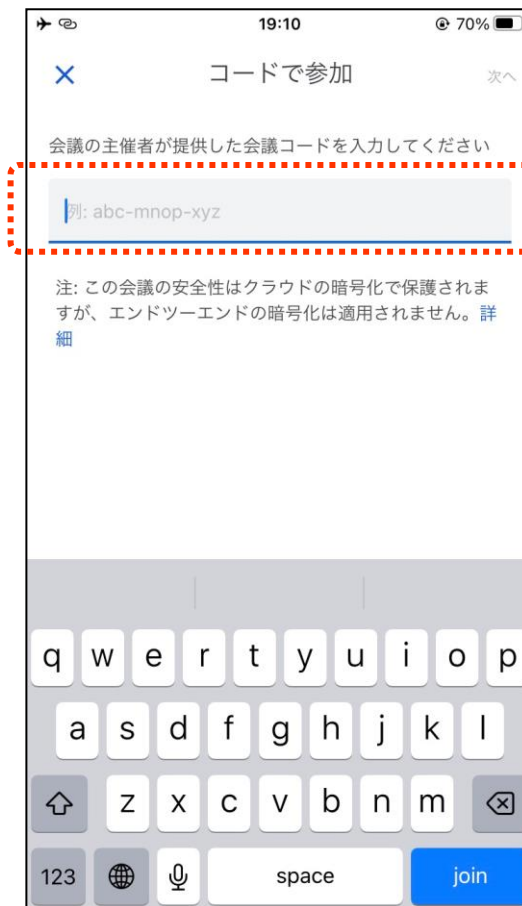 19:10 70%
コードで参加 次へ
会議の主催者が提供した会議コードを入力してください
例: abc-mnop-xyz
注: この会議の安全性はクラウドの暗号化で保護されま
すが、エンドツーエンドの暗号化は適用されません。詳
細
q w e r t y u i o p
a s d f g h j k l
z x c v b n m
123 space join